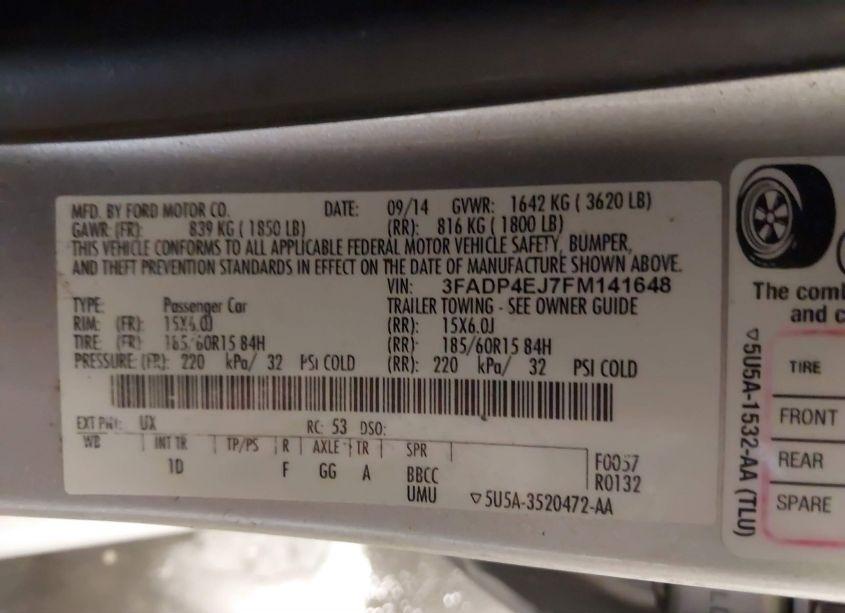 MFD. BY FORD MOTOR CO. DATE: 09/14 GVWR: 1642 KG ( 3620 LB)
GAWR: (FR): 839 KG ( 1850 LB) (RR): 816 KG ( 1800 LB)
THIS VEHICLE CONFORMS TO ALL APPLICABLE FEDERAL MOTOR VEHICLE SAFETY, BUMPER,
AND THEFT PREVENTION STANDARDS IN EFFECT ON THE DATE OF MANUFACTURE SHOWN ABOVE.
VIN: 3FADP4EJ7FM141648
TYPE: Passenger Car TRAILER TOWING - SEE OWNER GUIDE
RIM: (FR): 15X6.0J (RR): 15X6.0J
TIRE: (FR): 185/60R15 84H (RR): 185/60R15 84H
PRESSURE: (FR): 220 kPa/ 32 PSI COLD (RR): 220 kPa/ 32 PSI COLD
EXT PNT: UX RC: 53 DSO:
WB INT TR TP/PS R AXLE TR SPR
1D F GG A BBCC
UMU
F0057
R0132
▽5U5A-3520472-AA
▽5U5A-1532-AA (TLU)
The comb
and c
TIRE
FRONT
REAR
SPARE